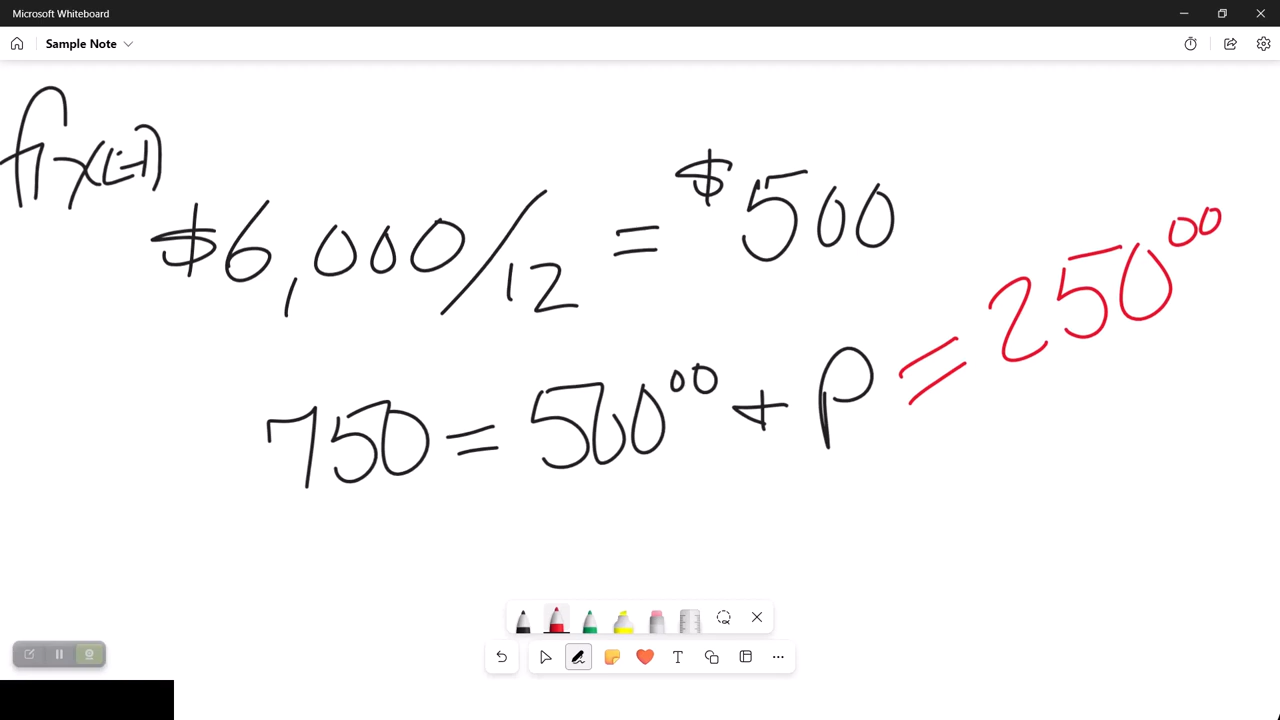 Microsoft Whiteboard
Sample Note
$6,000/12 = $500
750 = 500⁰⁰ + P = 250⁰⁰
T